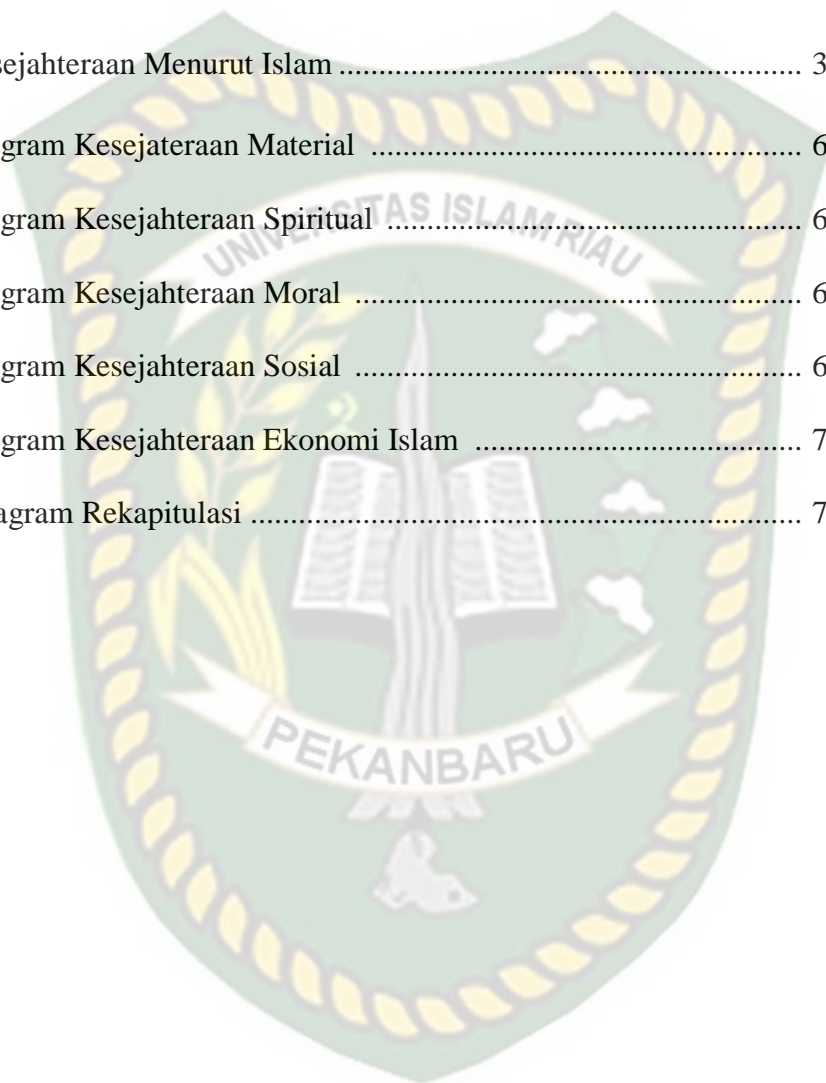 sejahteraan Menurut Islam ........................................................ 3
gram Kesejateraan Material .................................................... 6
gram Kesejahteraan Spiritual .................................................. 6
gram Kesejahteraan Moral ...................................................... 6
gram Kesejahteraan Sosial ...................................................... 6
gram Kesejahteraan Ekonomi Islam ........................................ 7
agram Rekapitulasi ................................................................... 7
UNIVERSITAS ISLAM RIAU
PEKANBARU